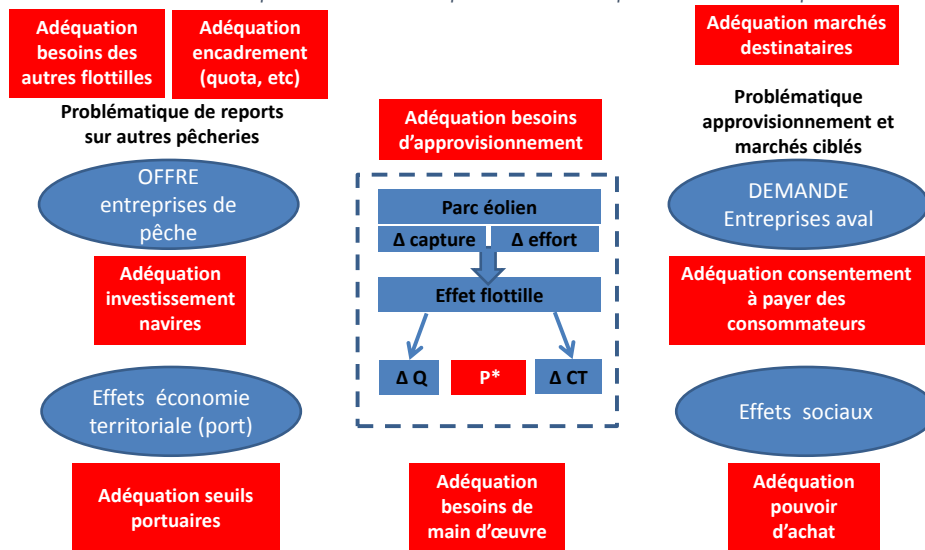 Adéquation
besoins des
autres flottilles
Adéquation
encadrement
(quota, etc)
Adéquation marchés
destinataires
Problématique de reports
sur autres pêcheries
Adéquation besoins
d'approvisionnement
Problématique
approvisionnement et
marchés ciblés
OFFRE
entreprises de
pêche
Parc éolien
Δ capture
Δ effort
Effet flottille
DEMANDE
Entreprises aval
Adéquation
investissement
navires
Adéquation consentement
à payer des
consommateurs
Δ Q
P*
Δ CT
Effets économie
territoriale (port)
Effets sociaux
Adéquation seuils
portuaires
Adéquation
besoins de
main d'œuvre
Adéquation
pouvoir
d'achat